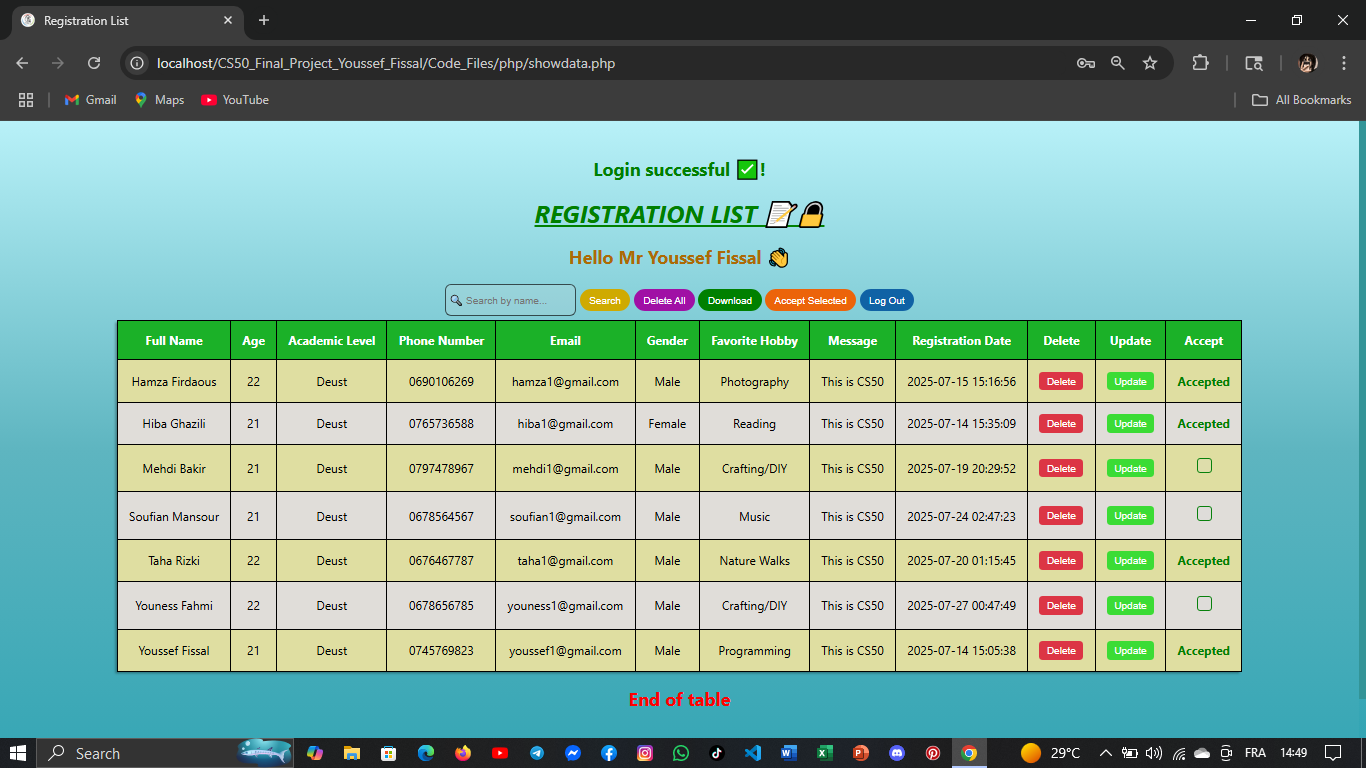 Registration List
localhost/CS50_Final_Project_Youssef_Fissal/Code_Files/php/showdata.php
Gmail Maps YouTube All Bookmarks
Login successful ✅!
REGISTRATION LIST 📝🔒
Hello Mr Youssef Fissal 👋
🔍 Search by name... Search Delete All Download Accept Selected Log Out
Full Name Age Academic Level Phone Number Email Gender Favorite Hobby Message Registration Date Delete Update Accept
Hamza Firdaous 22 Deust 0690106269 hamza1@gmail.com Male Photography This is CS50 2025-07-15 15:16:56 Delete Update Accepted
Hiba Ghazili 21 Deust 0765736588 hiba1@gmail.com Female Reading This is CS50 2025-07-14 15:35:09 Delete Update Accepted
Mehdi Bakir 21 Deust 0797478967 mehdi1@gmail.com Male Crafting/DIY This is CS50 2025-07-19 20:29:52 Delete Update
Soufian Mansour 21 Deust 0678564567 soufian1@gmail.com Male Music This is CS50 2025-07-24 02:47:23 Delete Update
Taha Rizki 22 Deust 0676467787 taha1@gmail.com Male Nature Walks This is CS50 2025-07-20 01:15:45 Delete Update Accepted
Youness Fahmi 22 Deust 0678656785 youness1@gmail.com Male Crafting/DIY This is CS50 2025-07-27 00:47:49 Delete Update
Youssef Fissal 21 Deust 0745769823 youssef1@gmail.com Male Programming This is CS50 2025-07-14 15:05:38 Delete Update Accepted
End of table
Search 29°C FRA 14:49